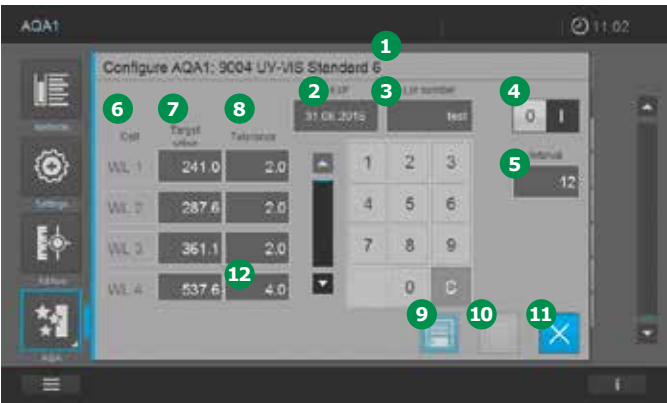 AQA1
11:02
1
Configure AQA1: 9004 UV-VIS Standard 6
2
3
4
6
7
8
Lot number
31.06.2015
test
0
I
Cell
Target
value
Tolerance
5
Interval
12
WL 1
241.0
2.0
1
2
3
WL 2
287.6
2.0
4
5
6
Settings
WL 3
361.1
2.0
7
8
9
12
WL 4
537.6
4.0
0
C
9
10
11
AQA
i